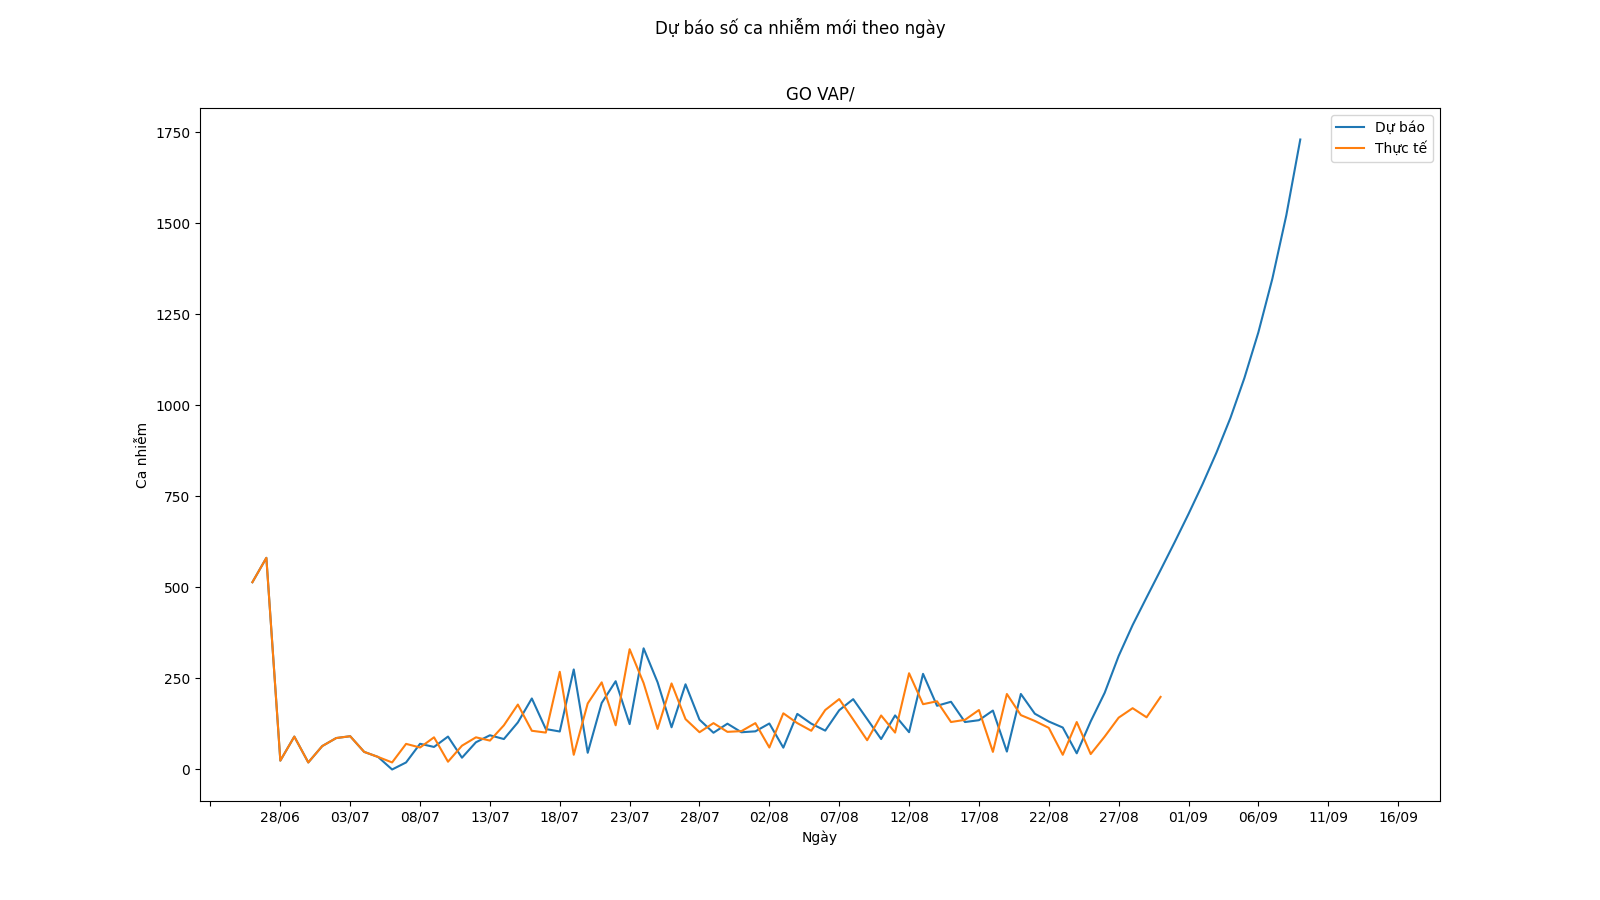 Dự báo số ca nhiễm mới theo ngày
GO VAP/
Dự báo
Thực tế
1750
1500
1250
1000
750
500
250
0
Ca nhiễm
28/06 03/07 08/07 13/07 18/07 23/07 28/07 02/08 07/08 12/08 17/08 22/08 27/08 01/09 06/09 11/09 16/09
Ngày